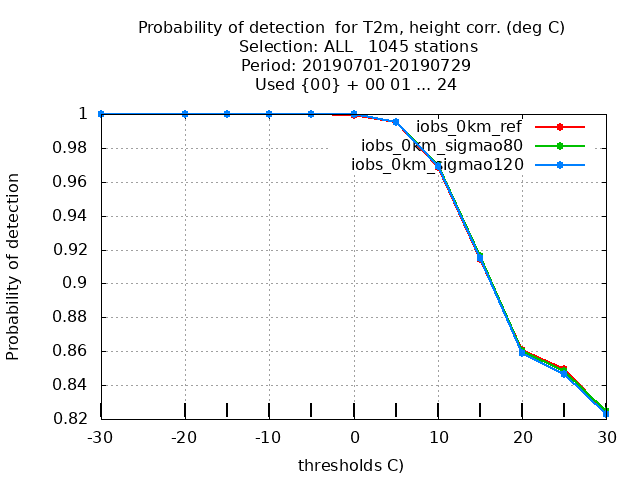 Probability of detection  for T2m, height corr. (deg C)
Selection: ALL   1045 stations
Period: 20190701-20190729
Used {00} + 00 01 ... 24
iobs_0km_ref
iobs_0km_sigmao80
iobs_0km_sigmao120
Probability of detection
1
0.98
0.96
0.94
0.92
0.9
0.88
0.86
0.84
0.82
-30
-20
-10
0
10
20
30
thresholds C)